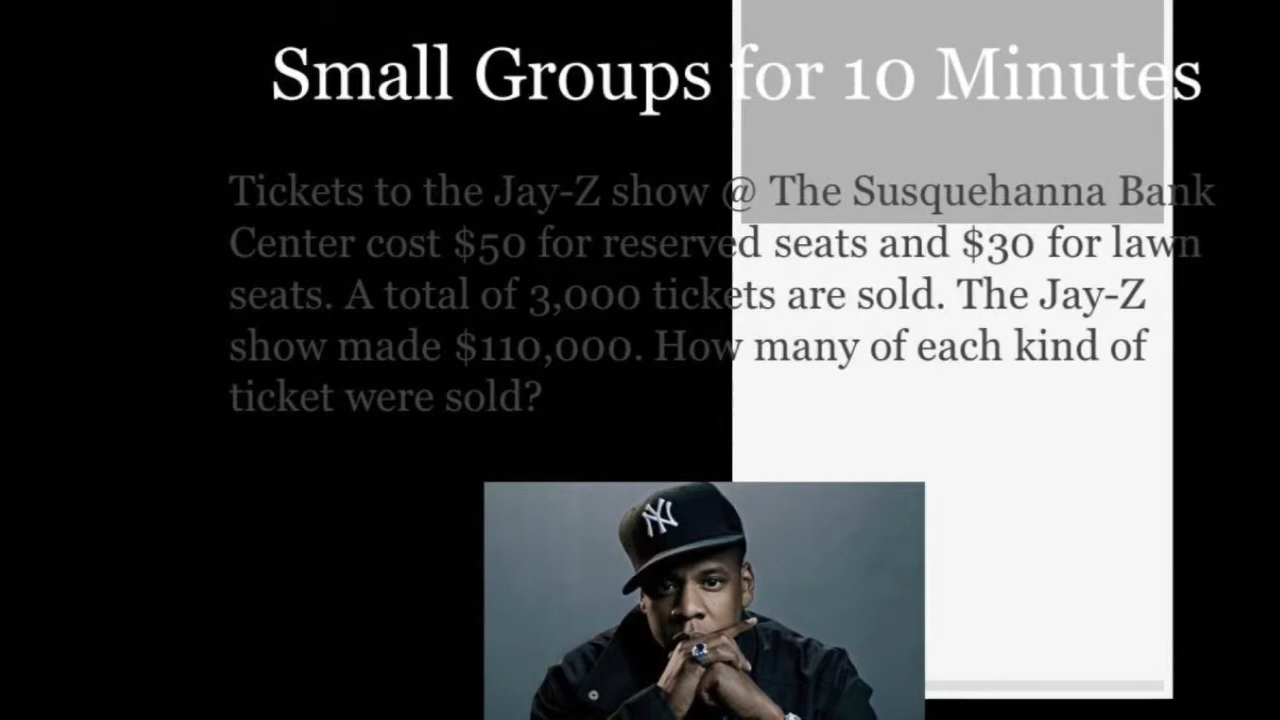 Small Groups for 10 Minutes
Tickets to the Jay-Z show @ The Susquehanna Bank
Center cost $50 for reserved seats and $30 for lawn
seats. A total of 3,000 tickets are sold. The Jay-Z
show made $110,000. How many of each kind of
ticket were sold?
NY